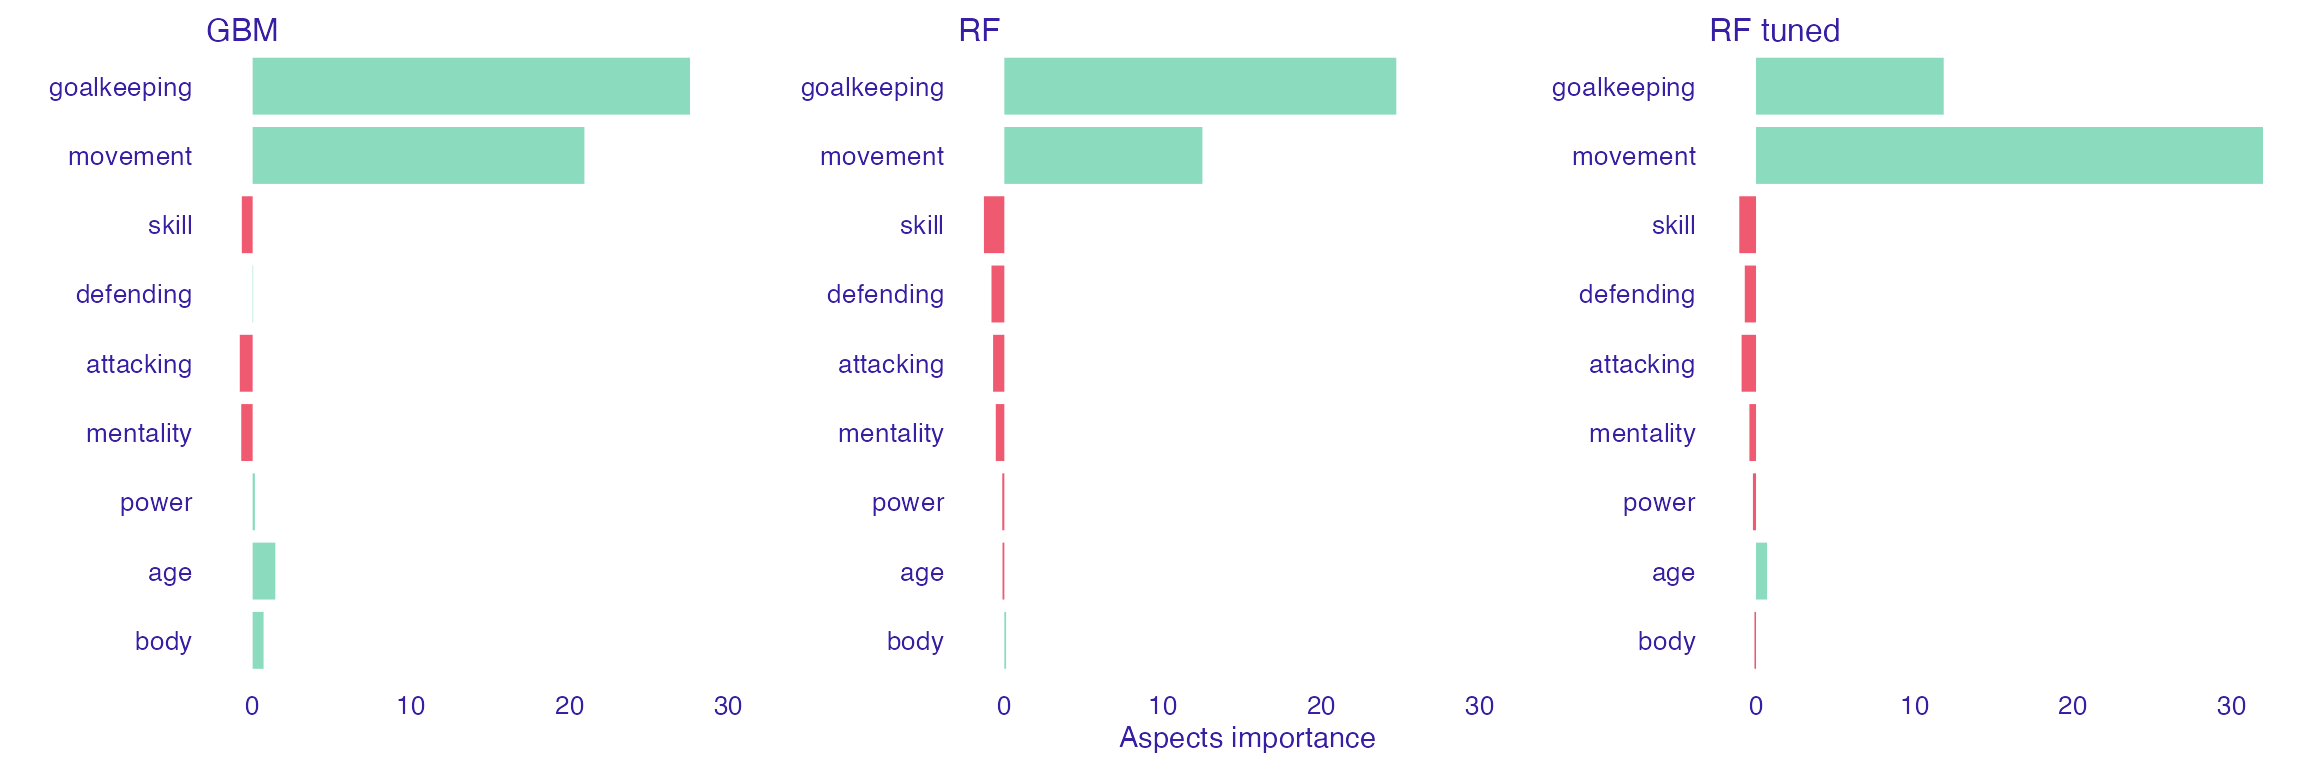 GBM
goalkeeping
movement
skill
defending
attacking
mentality
power
age
body
0 10 20 30
RF
goalkeeping
movement
skill
defending
attacking
mentality
power
age
body
0 10 20 30
RF tuned
goalkeeping
movement
skill
defending
attacking
mentality
power
age
body
0 10 20 30
Aspects importance